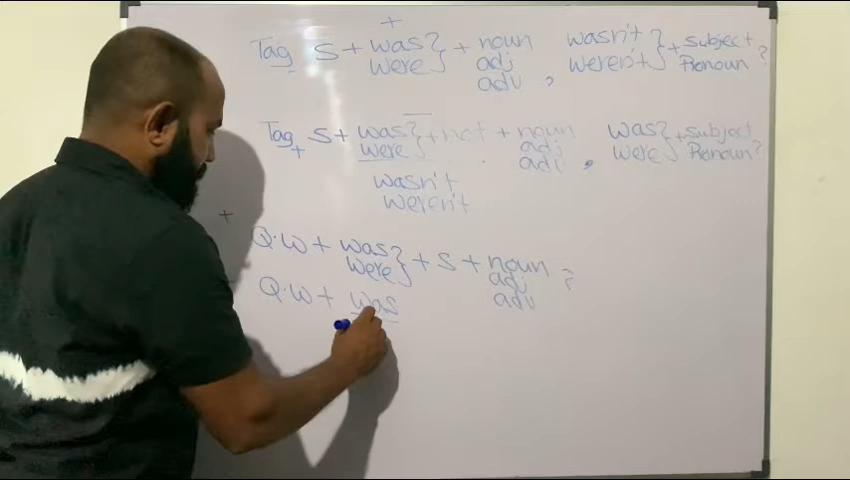 +
Tag S + was } + noun wasn't } + subject
- were } adj , weren't } Pronoun ?
adv
—
Tag S + was } + not + noun was } + subject
+ were } adj , were } Pronoun ?
adv
wasn't
weren't
+
Q.W + was } + S + noun ?
were } adj
adv
Q.W + was